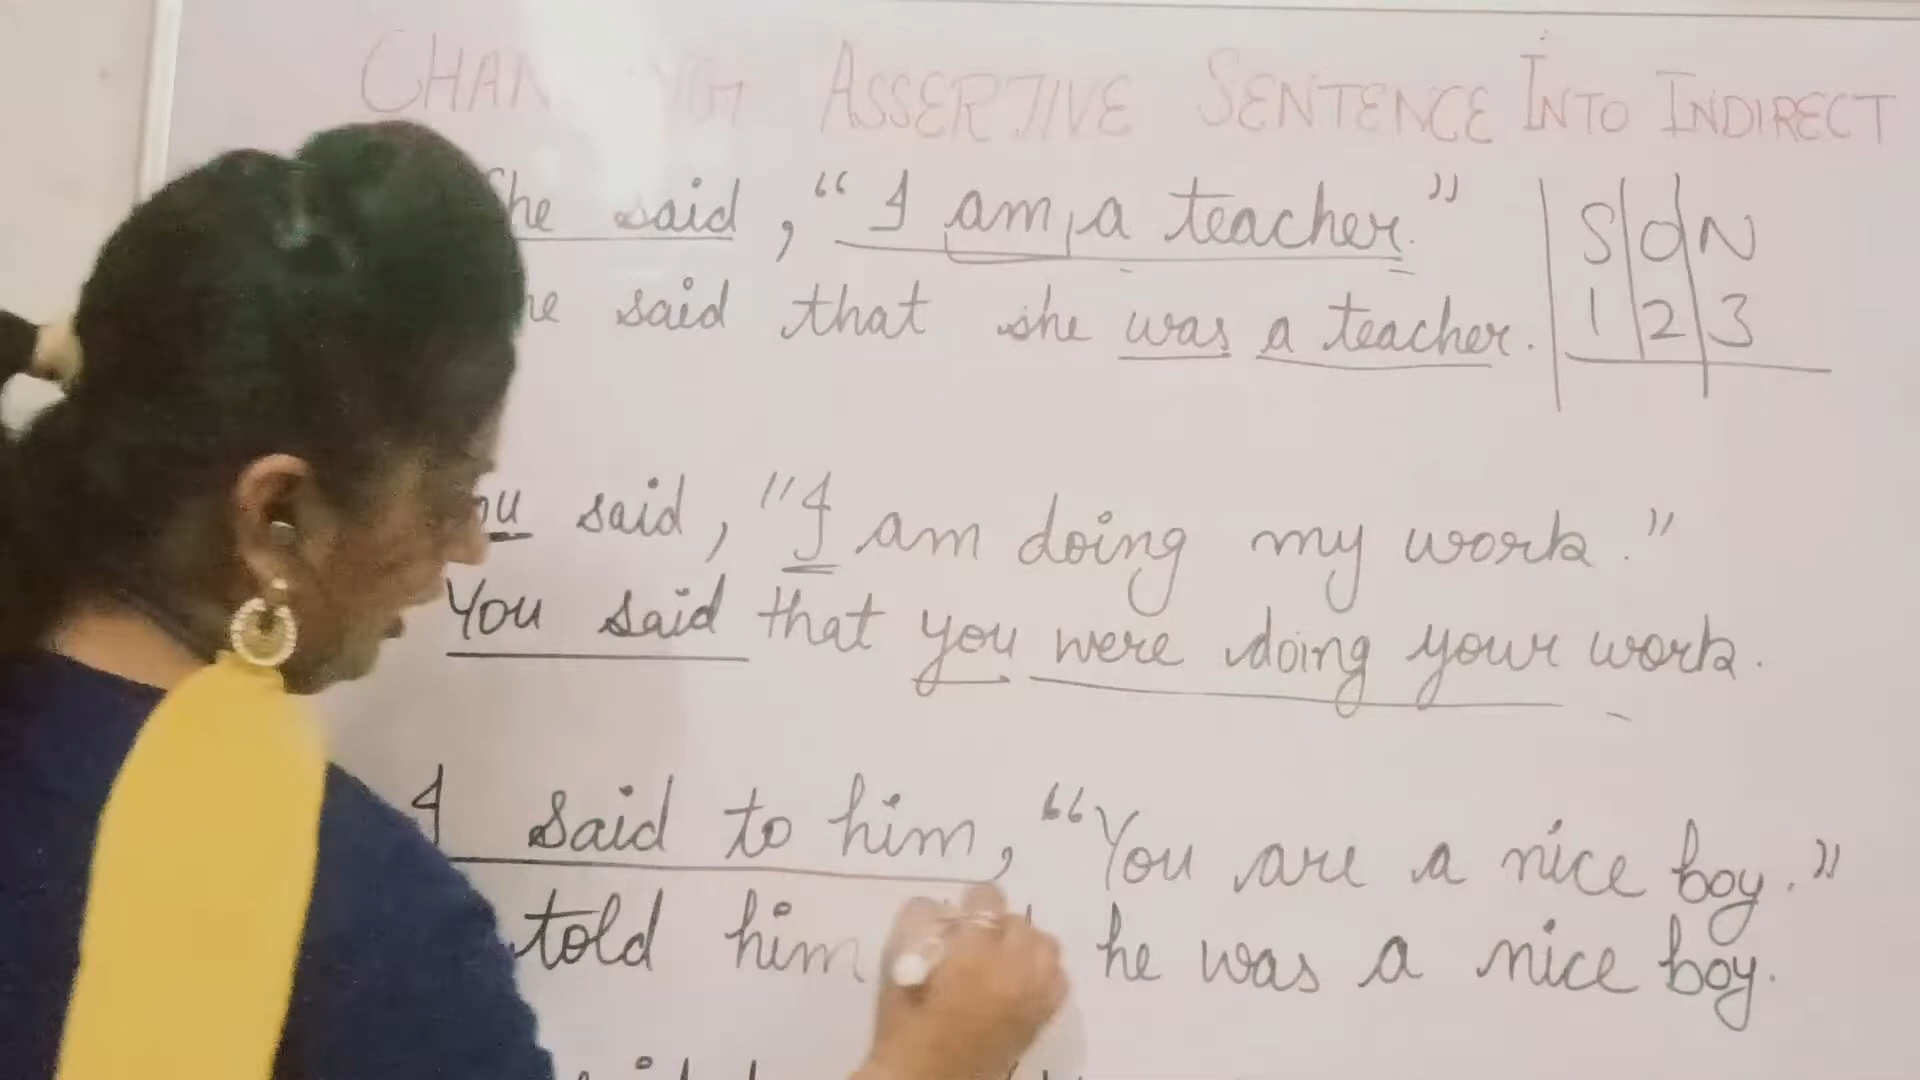 ASSERTIVE SENTENCE INTO INDIRECT
he said, “I am a teacher.”
S O N
he said that she was a teacher.
1 2 3
ou said, "I am doing my work."
You said that you were doing your work.
I said to him, “You are a nice boy.”
told him he was a nice boy.